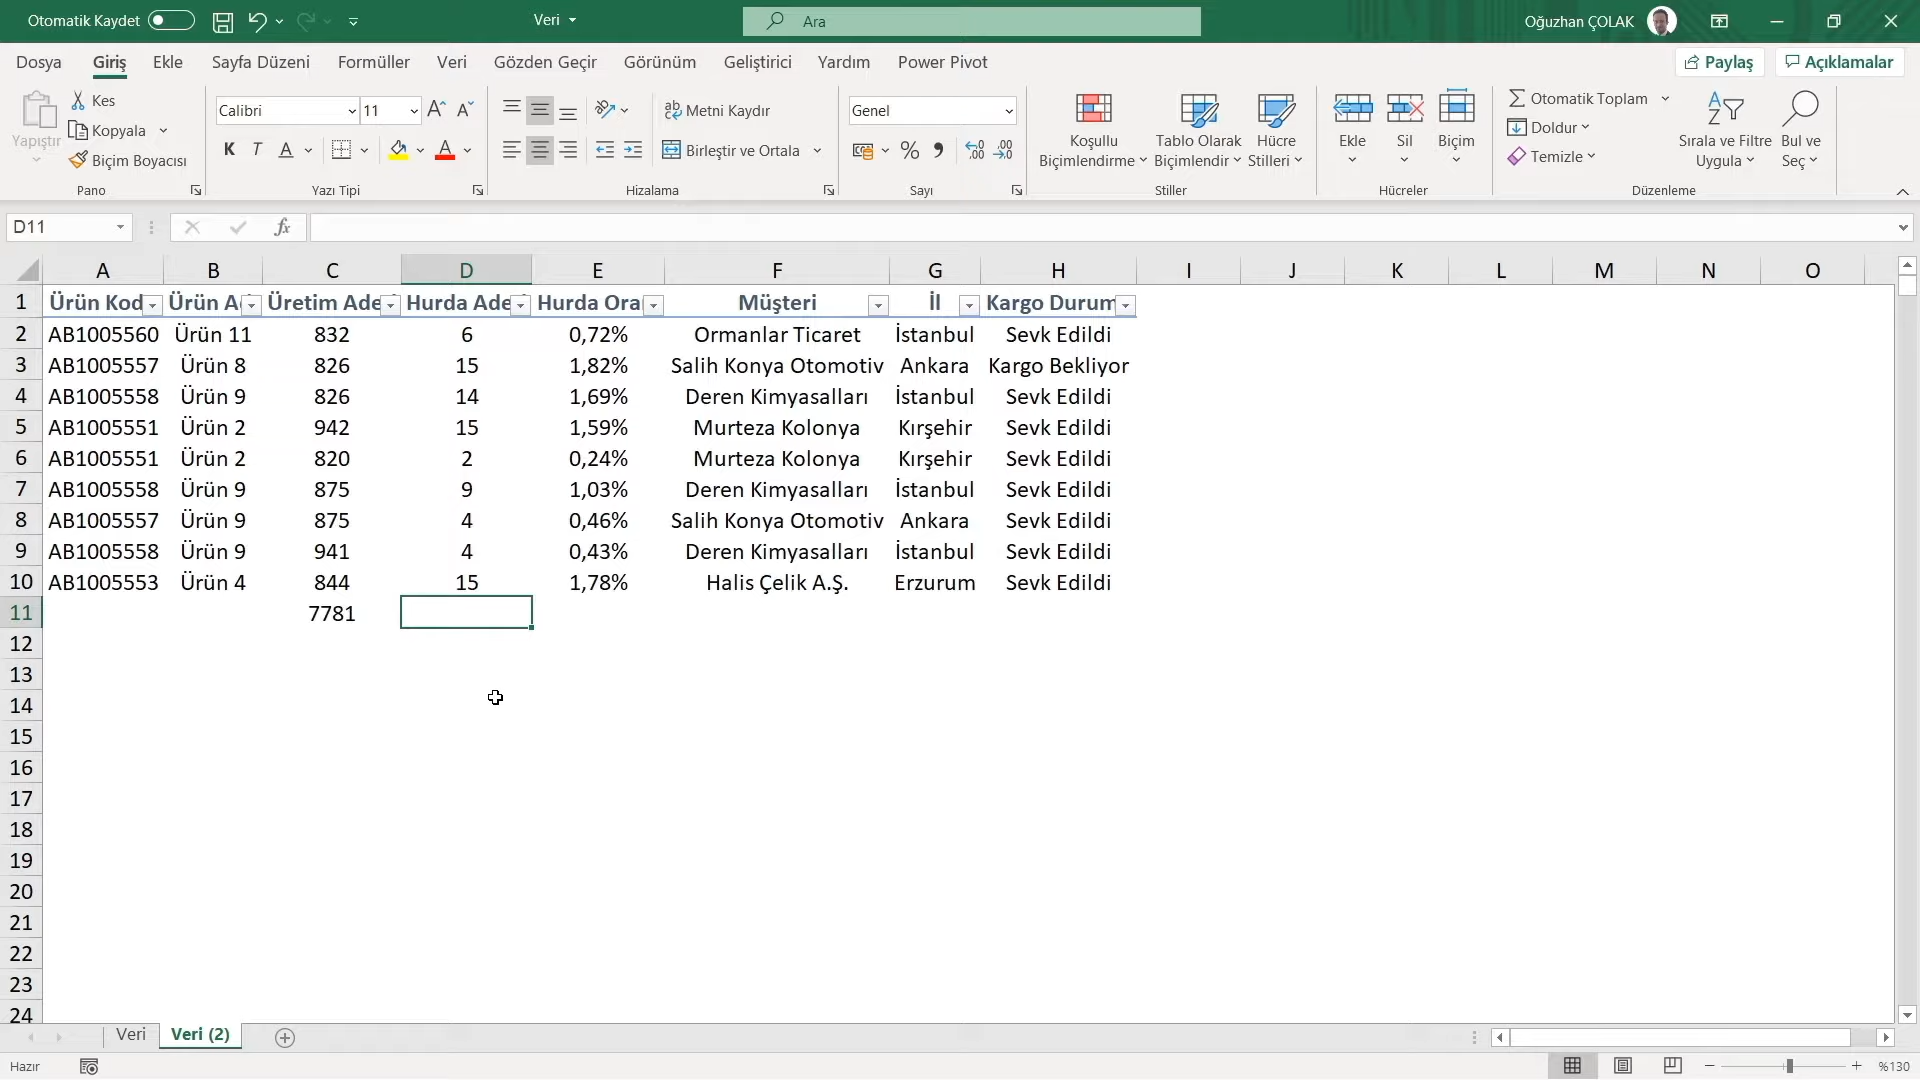 Otomatik Kaydet
Veri
Ara
Oğuzhan ÇOLAK
Dosya Giriş Ekle Sayfa Düzeni Formüller Veri Gözden Geçir Görünüm Geliştirici Yardım Power Pivot
Paylaş Açıklamalar
Yapıştır
Kes
Kopyala
Biçim Boyacısı
Pano
Calibri 11
K T A
Yazı Tipi
Metni Kaydır
Birleştir ve Ortala
Hizalama
Genel
Sayı
Koşullu Biçimlendirme
Tablo Olarak Biçimlendir
Hücre Stilleri
Stiller
Ekle Sil Biçim
Hücreler
Otomatik Toplam
Doldur
Temizle
Sırala ve Filtre Uygula
Bul ve Seç
Düzenleme
D11 fx
A B C D E F G H I J K L M N O
1 Ürün Kod Ürün A Üretim Ade Hurda Ade Hurda Ora Müşteri İl Kargo Durum
2 AB1005560 Ürün 11 832 6 0,72% Ormanlar Ticaret İstanbul Sevk Edildi
3 AB1005557 Ürün 8 826 15 1,82% Salih Konya Otomotiv Ankara Kargo Bekliyor
4 AB1005558 Ürün 9 826 14 1,69% Deren Kimyasalları İstanbul Sevk Edildi
5 AB1005551 Ürün 2 942 15 1,59% Murteza Kolonya Kırşehir Sevk Edildi
6 AB1005551 Ürün 2 820 2 0,24% Murteza Kolonya Kırşehir Sevk Edildi
7 AB1005558 Ürün 9 875 9 1,03% Deren Kimyasalları İstanbul Sevk Edildi
8 AB1005557 Ürün 9 875 4 0,46% Salih Konya Otomotiv Ankara Sevk Edildi
9 AB1005558 Ürün 9 941 4 0,43% Deren Kimyasalları İstanbul Sevk Edildi
10 AB1005553 Ürün 4 844 15 1,78% Halis Çelik A.Ş. Erzurum Sevk Edildi
11 7781
12
13
14
15
16
17
18
19
20
21
22
23
24
Veri Veri (2)
Hazır
%130